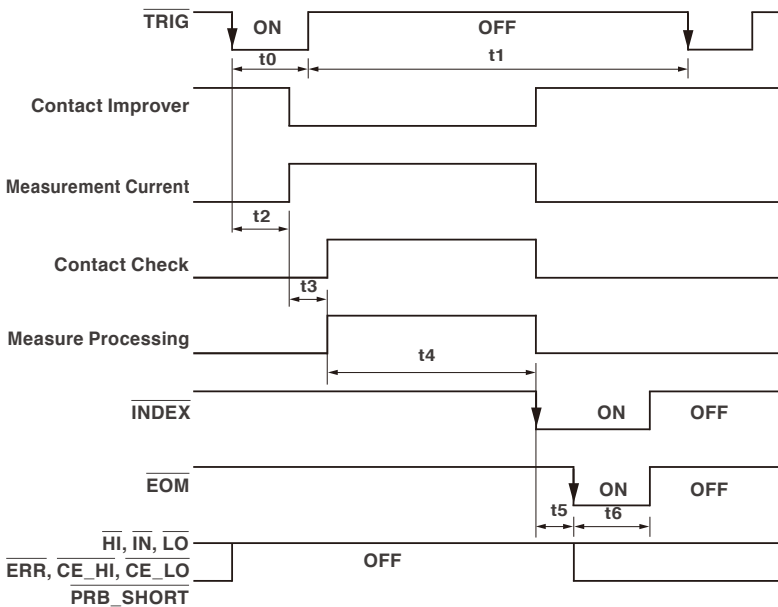 TRIG ON OFF
t0 t1
Contact Improver
Measurement Current
t2
Contact Check
t3
Measure Processing
t4
INDEX ON OFF
EOM ON OFF
t5 t6
HI, IN, LO
ERR, CE_HI, CE_LO OFF
PRB_SHORT